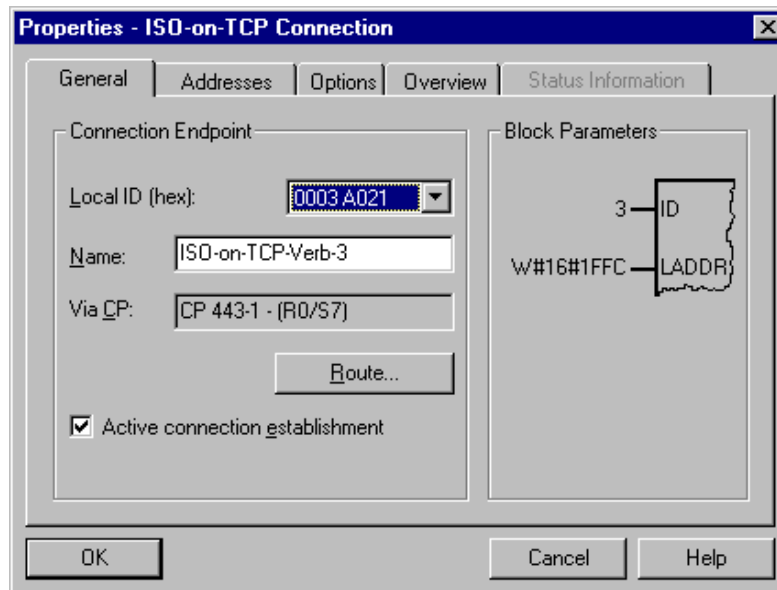 Properties - ISO-on-TCP Connection
General Addresses Options Overview Status Information
Connection Endpoint
Local ID (hex): 0003 A021
Name: ISO-on-TCP-Verb-3
Via CP: CP 443-1 - (R0/S7)
Route...
Active connection establishment
Block Parameters
3 ID
W#16#1FFC LADDR
OK Cancel Help